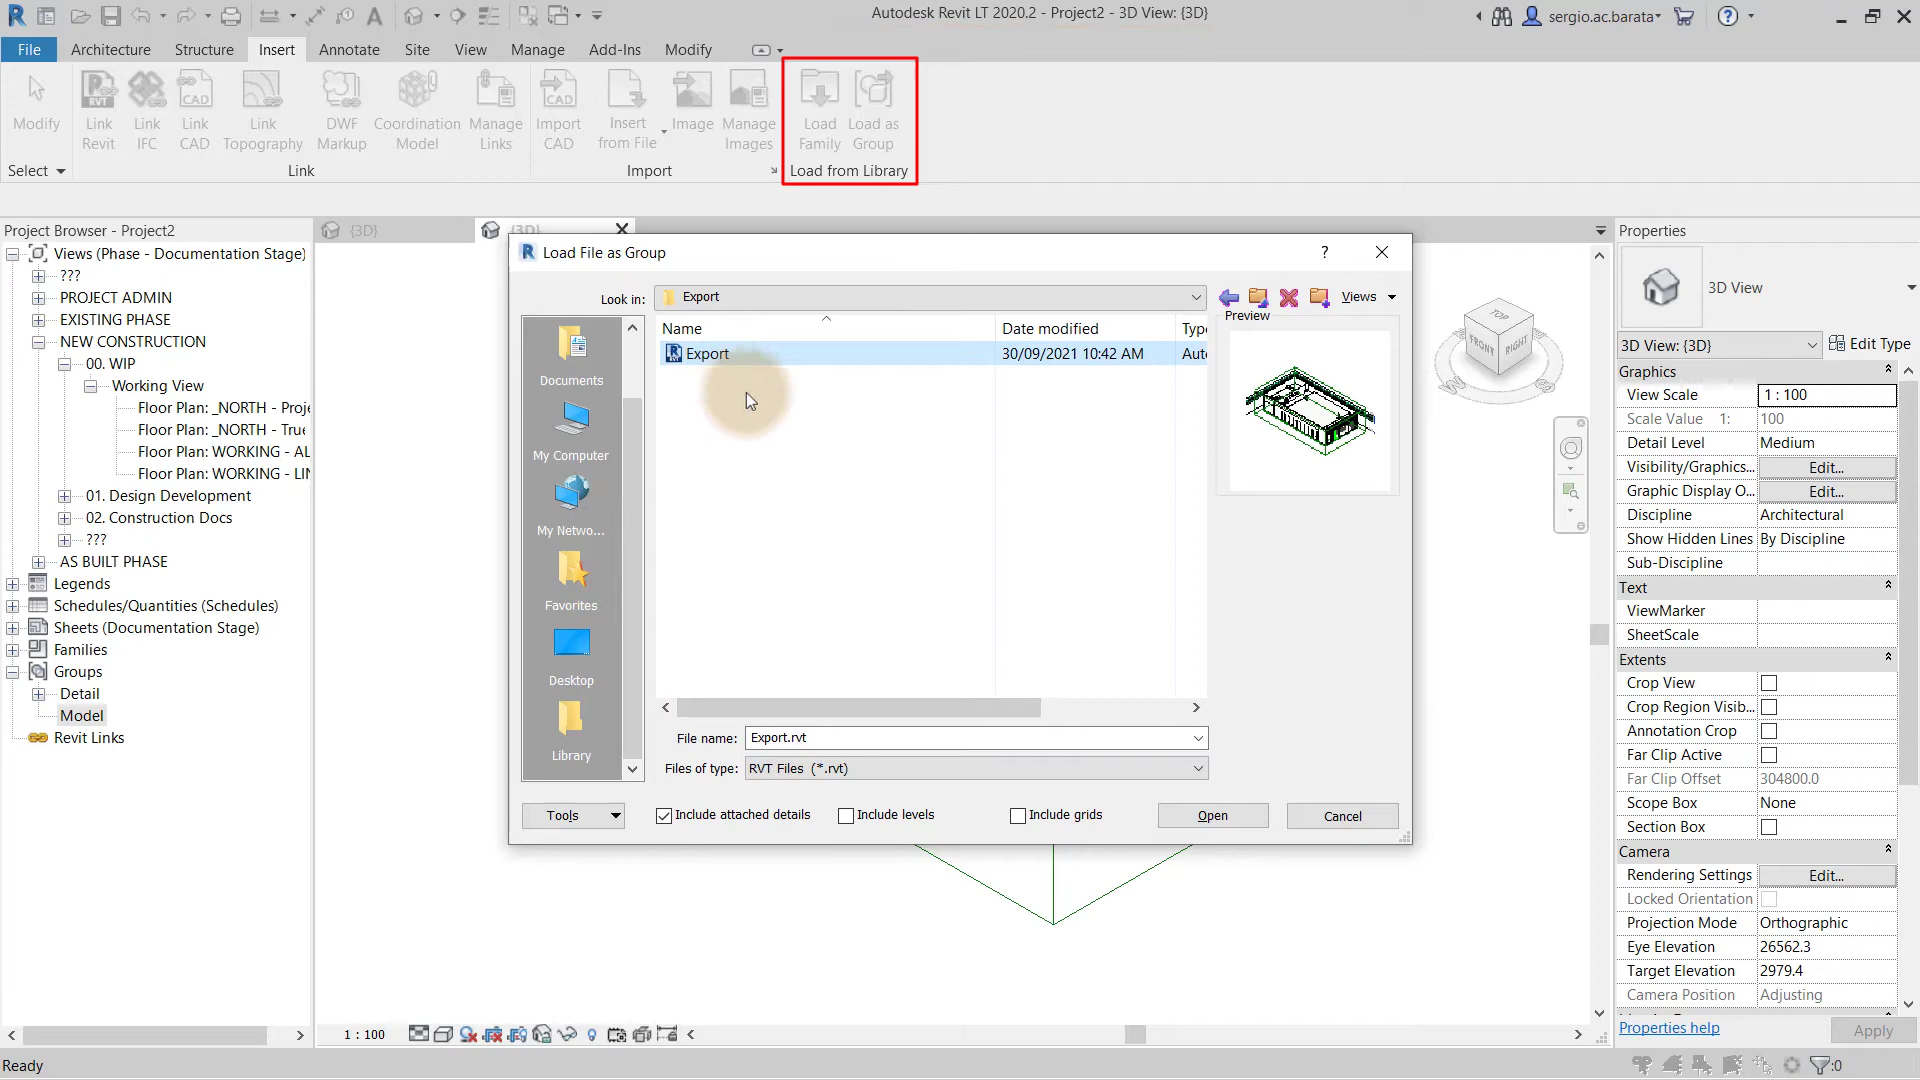 Autodesk Revit LT 2020.2 - Project2 - 3D View: {3D}
sergio.ac.barata
File
Architecture
Structure
Insert
Annotate
Site
View
Manage
Add-Ins
Modify
Modify
Link Revit
Link IFC
Link CAD
Link Topography
DWF Markup
Coordination Model
Manage Links
Import CAD
Insert from File
Image
Manage Images
Load Family
Load as Group
Select
Link
Import
Load from Library
Project Browser - Project2
Views (Phase - Documentation Stage)
???
PROJECT ADMIN
EXISTING PHASE
NEW CONSTRUCTION
00. WIP
Working View
Floor Plan: _NORTH - Proje
Floor Plan: _NORTH - True
Floor Plan: WORKING - AL
Floor Plan: WORKING - LIN
01. Design Development
02. Construction Docs
???
AS BUILT PHASE
Legends
Schedules/Quantities (Schedules)
Sheets (Documentation Stage)
Families
Groups
Detail
Model
Revit Links
{3D}
{3D}
Load File as Group
?
Look in:
Export
Views
Preview
Name
Date modified
Type
Export
30/09/2021 10:42 AM
Auto
Documents
My Computer
My Netwo...
Favorites
Desktop
Library
File name:
Export.rvt
Files of type:
RVT Files (*.rvt)
Tools
Include attached details
Include levels
Include grids
Open
Cancel
TOP
FRONT
RIGHT
W
S
Properties
3D View
3D View: {3D}
Edit Type
Graphics
View Scale 1 : 100
Scale Value 1: 100
Detail Level Medium
Visibility/Graphics... Edit...
Graphic Display O... Edit...
Discipline Architectural
Show Hidden Lines By Discipline
Sub-Discipline
Text
ViewMarker
SheetScale
Extents
Crop View
Crop Region Visib...
Annotation Crop
Far Clip Active
Far Clip Offset 304800.0
Scope Box None
Section Box
Camera
Rendering Settings Edit...
Locked Orientation
Projection Mode Orthographic
Eye Elevation 26562.3
Target Elevation 2979.4
Camera Position Adjusting
Properties help
Apply
1 : 100
Ready
:0